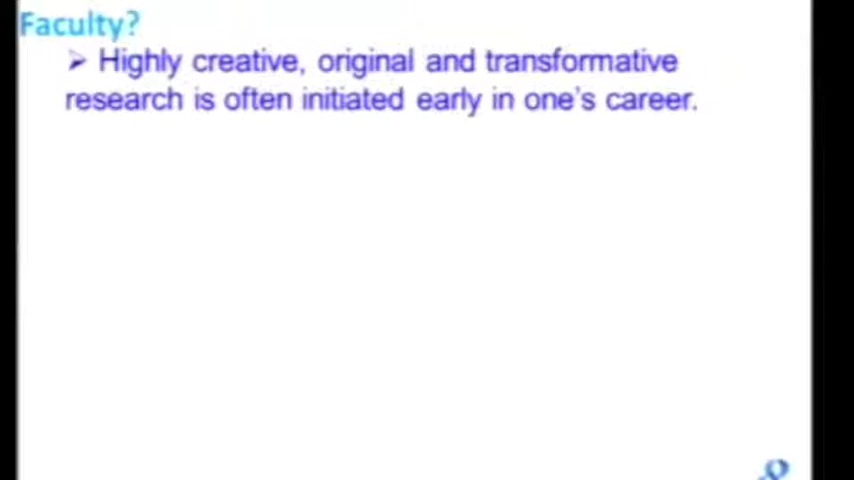 Faculty?
➢ Highly creative, original and transformative
research is often initiated early in one's career.